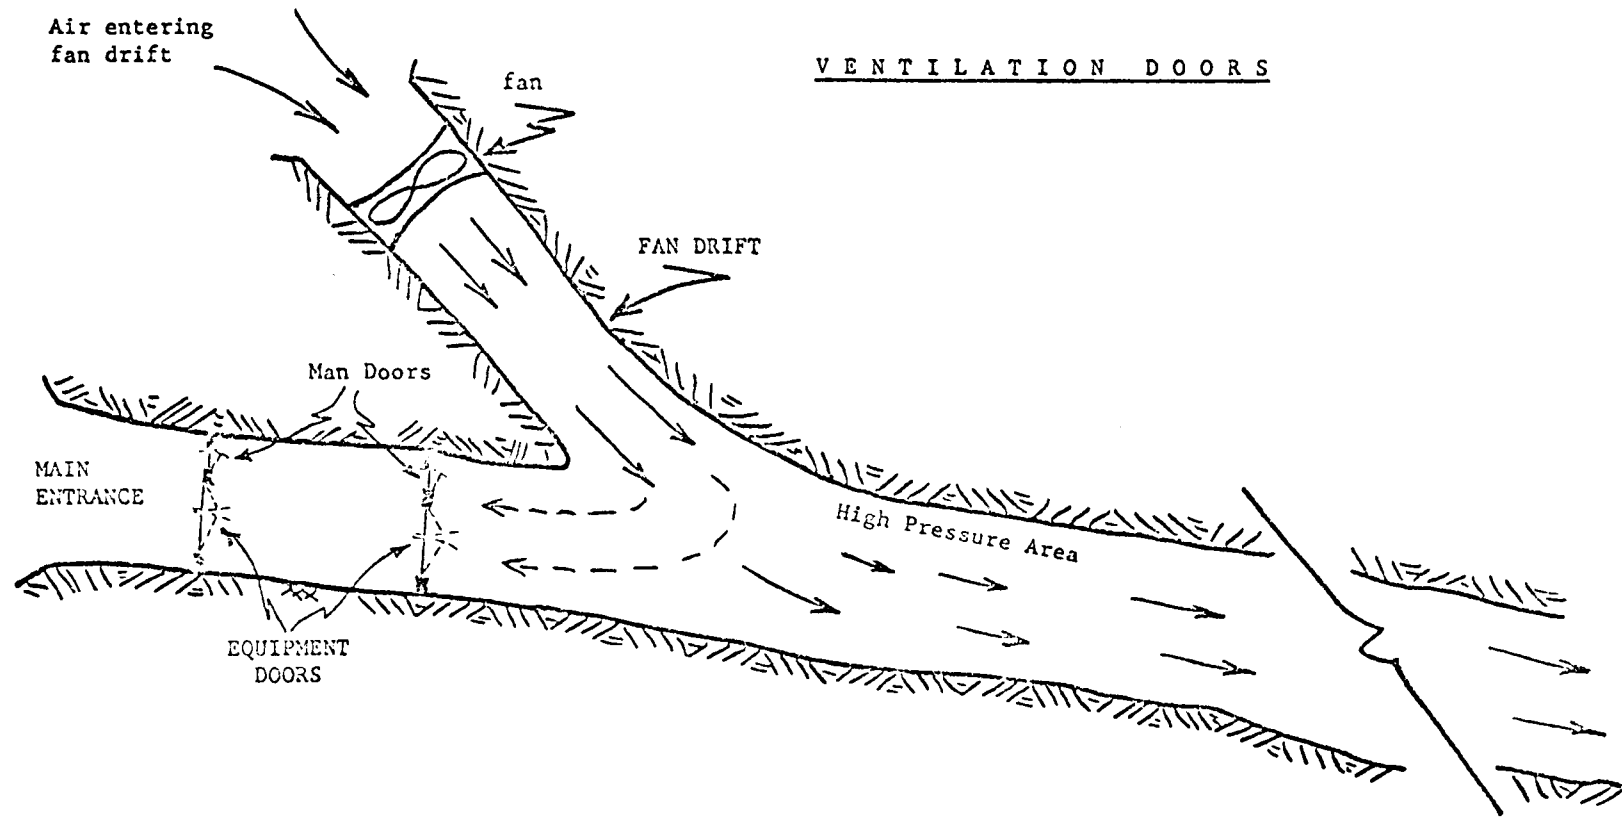 Air entering
fan drift
VENTILATION DOORS
fan
FAN DRIFT
Man Doors
MAIN
ENTRANCE
High Pressure Area
EQUIPMENT
DOORS